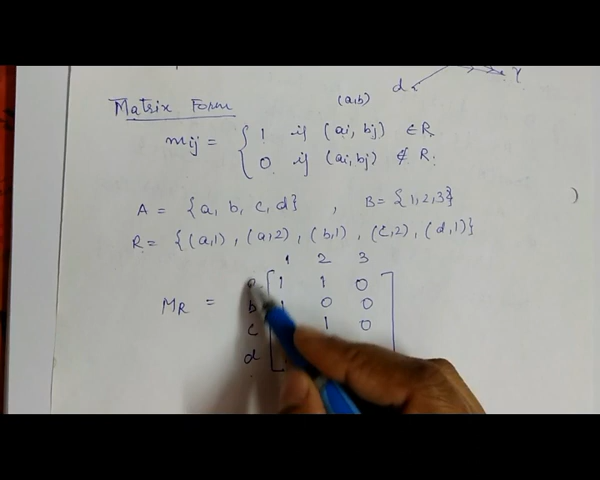 d γ
Matrix Form (a,b)
mij = { 1 if (ai, bj) ∈ R.
0 if (ai, bj) ∉ R.
A = {a, b, c, d} , B = {1,2,3} )
R = {(a,1), (a,2), (b,1), (c,2), (d,1)}
1 2 3
a [ 1 1 0 ]
MR = b 1 0 0
c 1 0
d